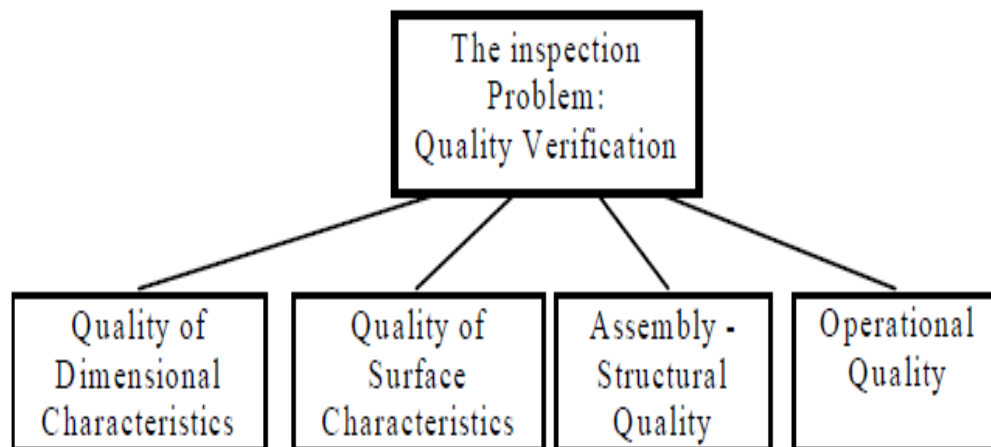 The inspection
Problem:
Quality Verification
Quality of
Dimensional
Characteristics
Quality of
Surface
Characteristics
Assembly -
Structural
Quality
Operational
Quality